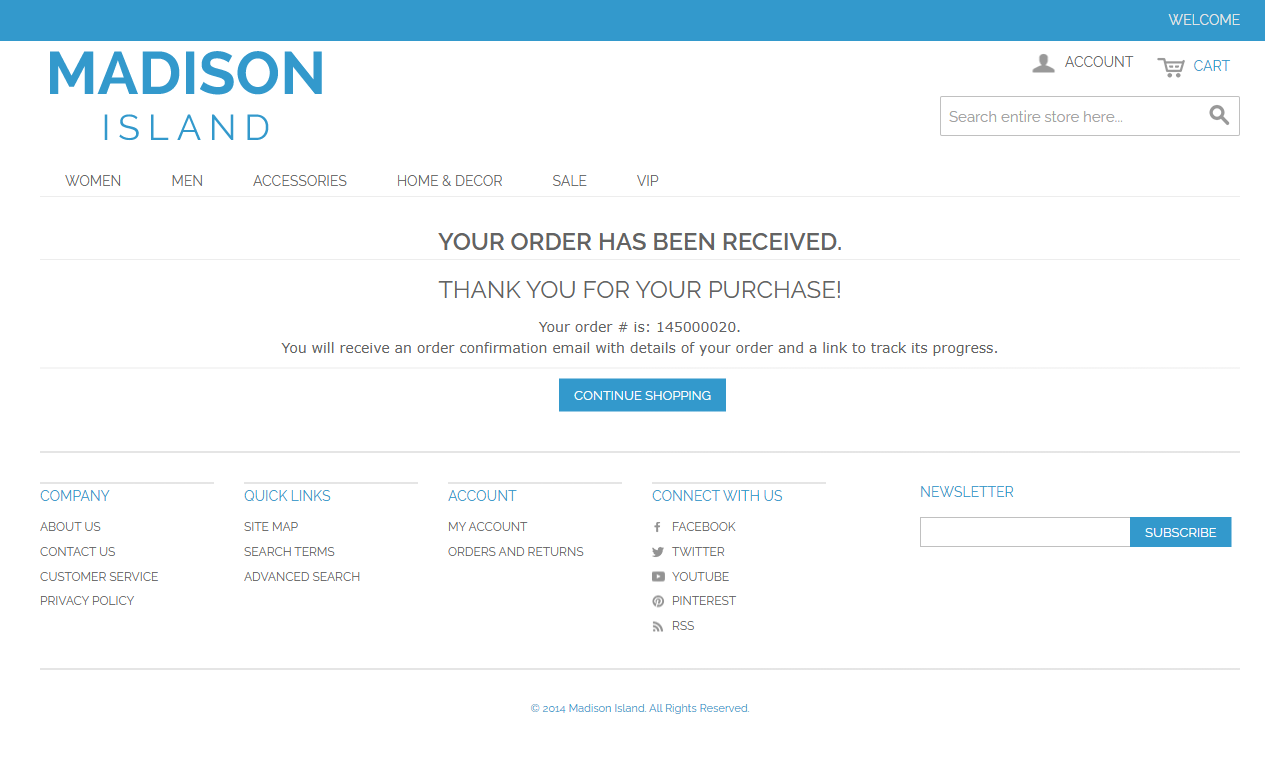 WELCOME
MADISON
ISLAND
ACCOUNT
CART
Search entire store here...
WOMEN
MEN
ACCESSORIES
HOME & DECOR
SALE
VIP
YOUR ORDER HAS BEEN RECEIVED.
THANK YOU FOR YOUR PURCHASE!
Your order # is: 145000020.
You will receive an order confirmation email with details of your order and a link to track its progress.
CONTINUE SHOPPING
COMPANY
ABOUT US
CONTACT US
CUSTOMER SERVICE
PRIVACY POLICY
QUICK LINKS
SITE MAP
SEARCH TERMS
ADVANCED SEARCH
ACCOUNT
MY ACCOUNT
ORDERS AND RETURNS
CONNECT WITH US
FACEBOOK
TWITTER
YOUTUBE
PINTEREST
RSS
NEWSLETTER
SUBSCRIBE
© 2014 Madison Island. All Rights Reserved.